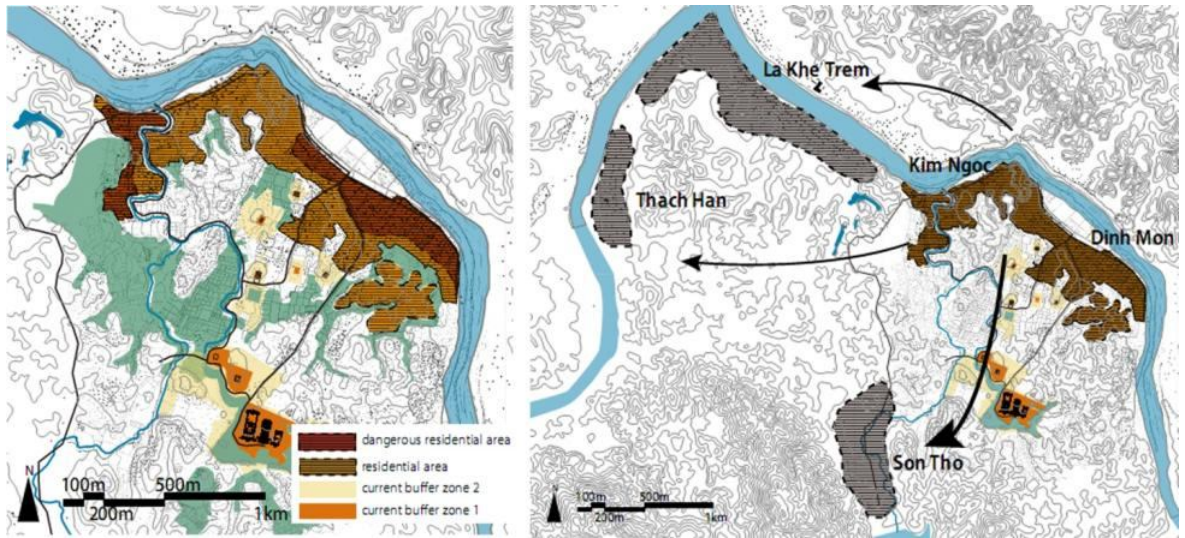 dangerous residential area
residential area
current buffer zone 2
current buffer zone 1
N
100m 500m
200m 1km
La Khe Trem
Kim Ngoc
Thach Han
Dinh Mon
Son Tho
N
100m 500m
200m 1km